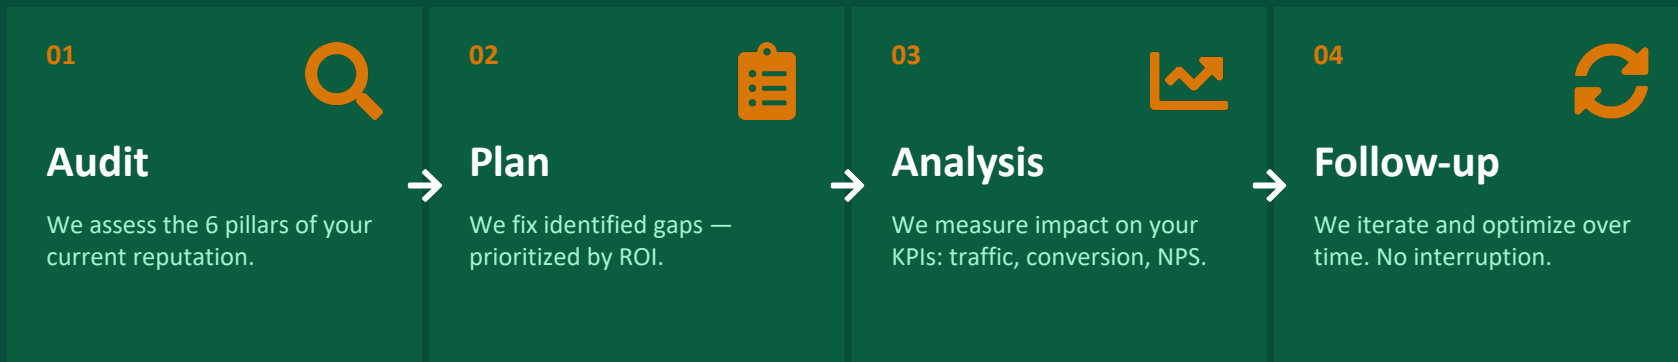 01
Audit
We assess the 6 pillars of your
current reputation.
02
Plan
We fix identified gaps —
prioritized by ROI.
03
Analysis
We measure impact on your
KPIs: traffic, conversion, NPS.
04
Follow-up
We iterate and optimize over
time. No interruption.